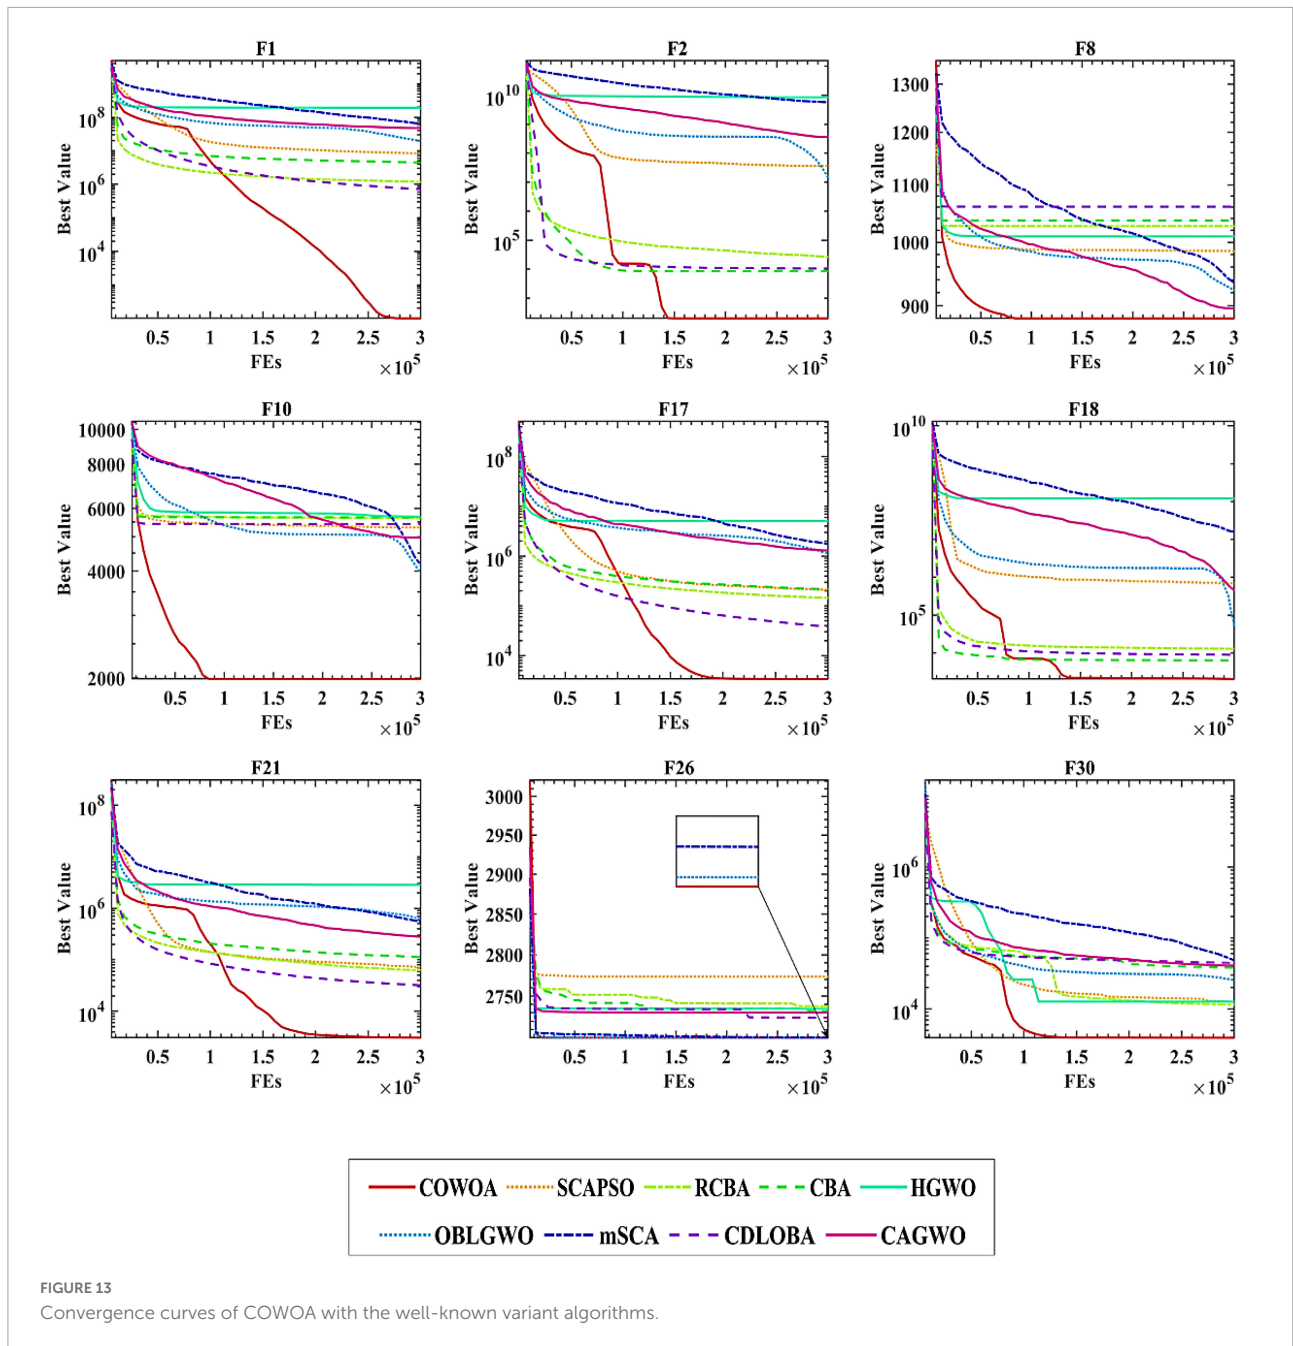 F1
Best Value
10^8
10^6
10^4
0.5 1 1.5 2 2.5 3
FEs
×10^5
F2
Best Value
10^10
10^5
0.5 1 1.5 2 2.5 3
FEs
×10^5
F8
Best Value
1300
1200
1100
1000
900
0.5 1 1.5 2 2.5 3
FEs
×10^5
F10
Best Value
10000
8000
6000
4000
2000
0.5 1 1.5 2 2.5 3
FEs
×10^5
F17
Best Value
10^8
10^6
10^4
0.5 1 1.5 2 2.5 3
FEs
×10^5
F18
Best Value
10^10
10^5
0.5 1 1.5 2 2.5 3
FEs
×10^5
F21
Best Value
10^8
10^6
10^4
0.5 1 1.5 2 2.5 3
FEs
×10^5
F26
Best Value
3000
2950
2900
2850
2800
2750
0.5 1 1.5 2 2.5 3
FEs
×10^5
F30
Best Value
10^6
10^4
0.5 1 1.5 2 2.5 3
FEs
×10^5
COWOA SCAPSO RCBA CBA HGWO
OBLGWO mSCA CDLOBA CAGWO
FIGURE 13
Convergence curves of COWOA with the well-known variant algorithms.